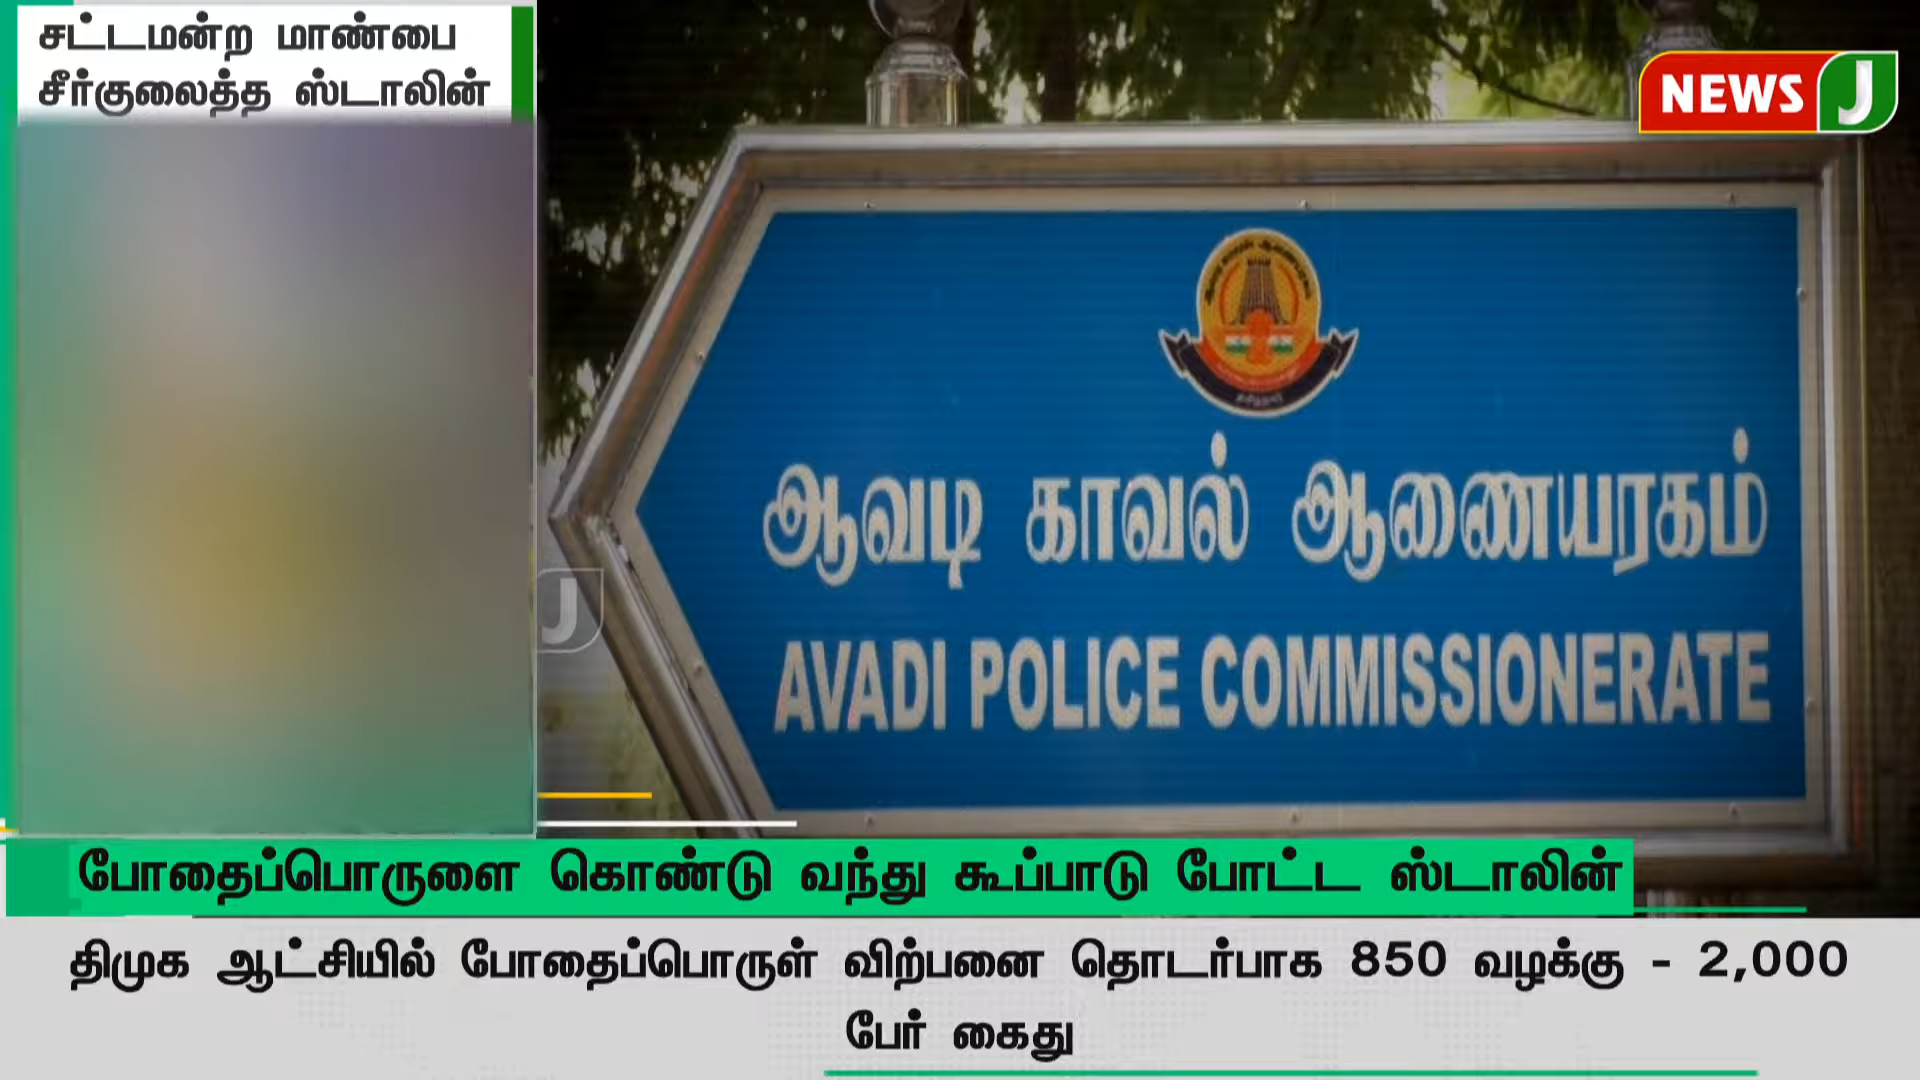 சட்டமன்ற மாண்பை
சீர்குலைத்த ஸ்டாலின்
NEWS J
ஆவடி காவல் ஆணையரகம்
AVADI POLICE COMMISSIONERATE
J
போதைப்பொருளை கொண்டு வந்து கூப்பாடு போட்ட ஸ்டாலின்
திமுக ஆட்சியில் போதைப்பொருள் விற்பனை தொடர்பாக 850 வழக்கு - 2,000
பேர் கைது